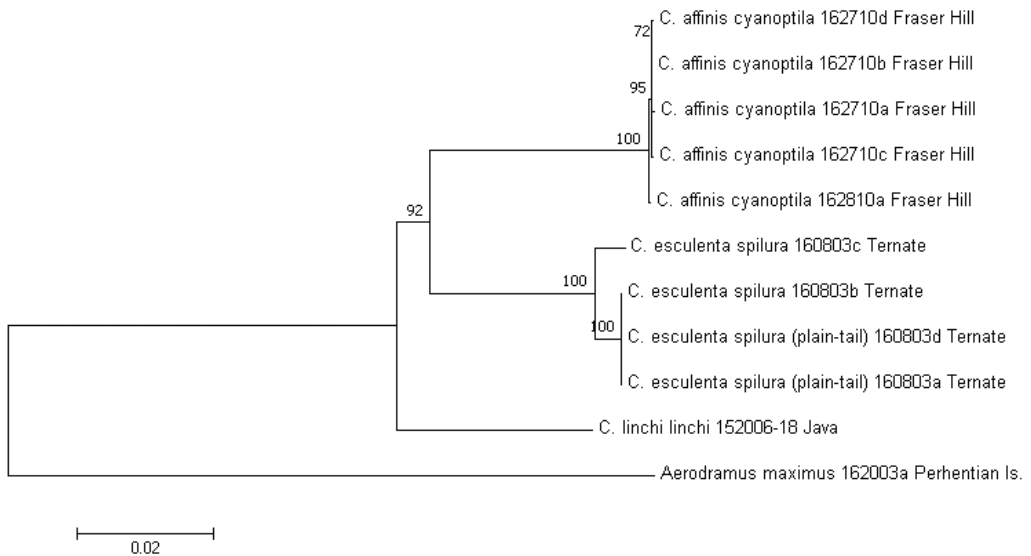 C. affinis cyanoptila 162710d Fraser Hill
72
C. affinis cyanoptila 162710b Fraser Hill
95
C. affinis cyanoptila 162710a Fraser Hill
100
C. affinis cyanoptila 162710c Fraser Hill
C. affinis cyanoptila 162810a Fraser Hill
92
C. esculenta spilura 160803c Ternate
100
C. esculenta spilura 160803b Ternate
100
C. esculenta spilura (plain-tail) 160803d Ternate
C. esculenta spilura (plain-tail) 160803a Ternate
C. linchi linchi 152006-18 Java
Aerodramus maximus 162003a Perhentian Is.
0.02